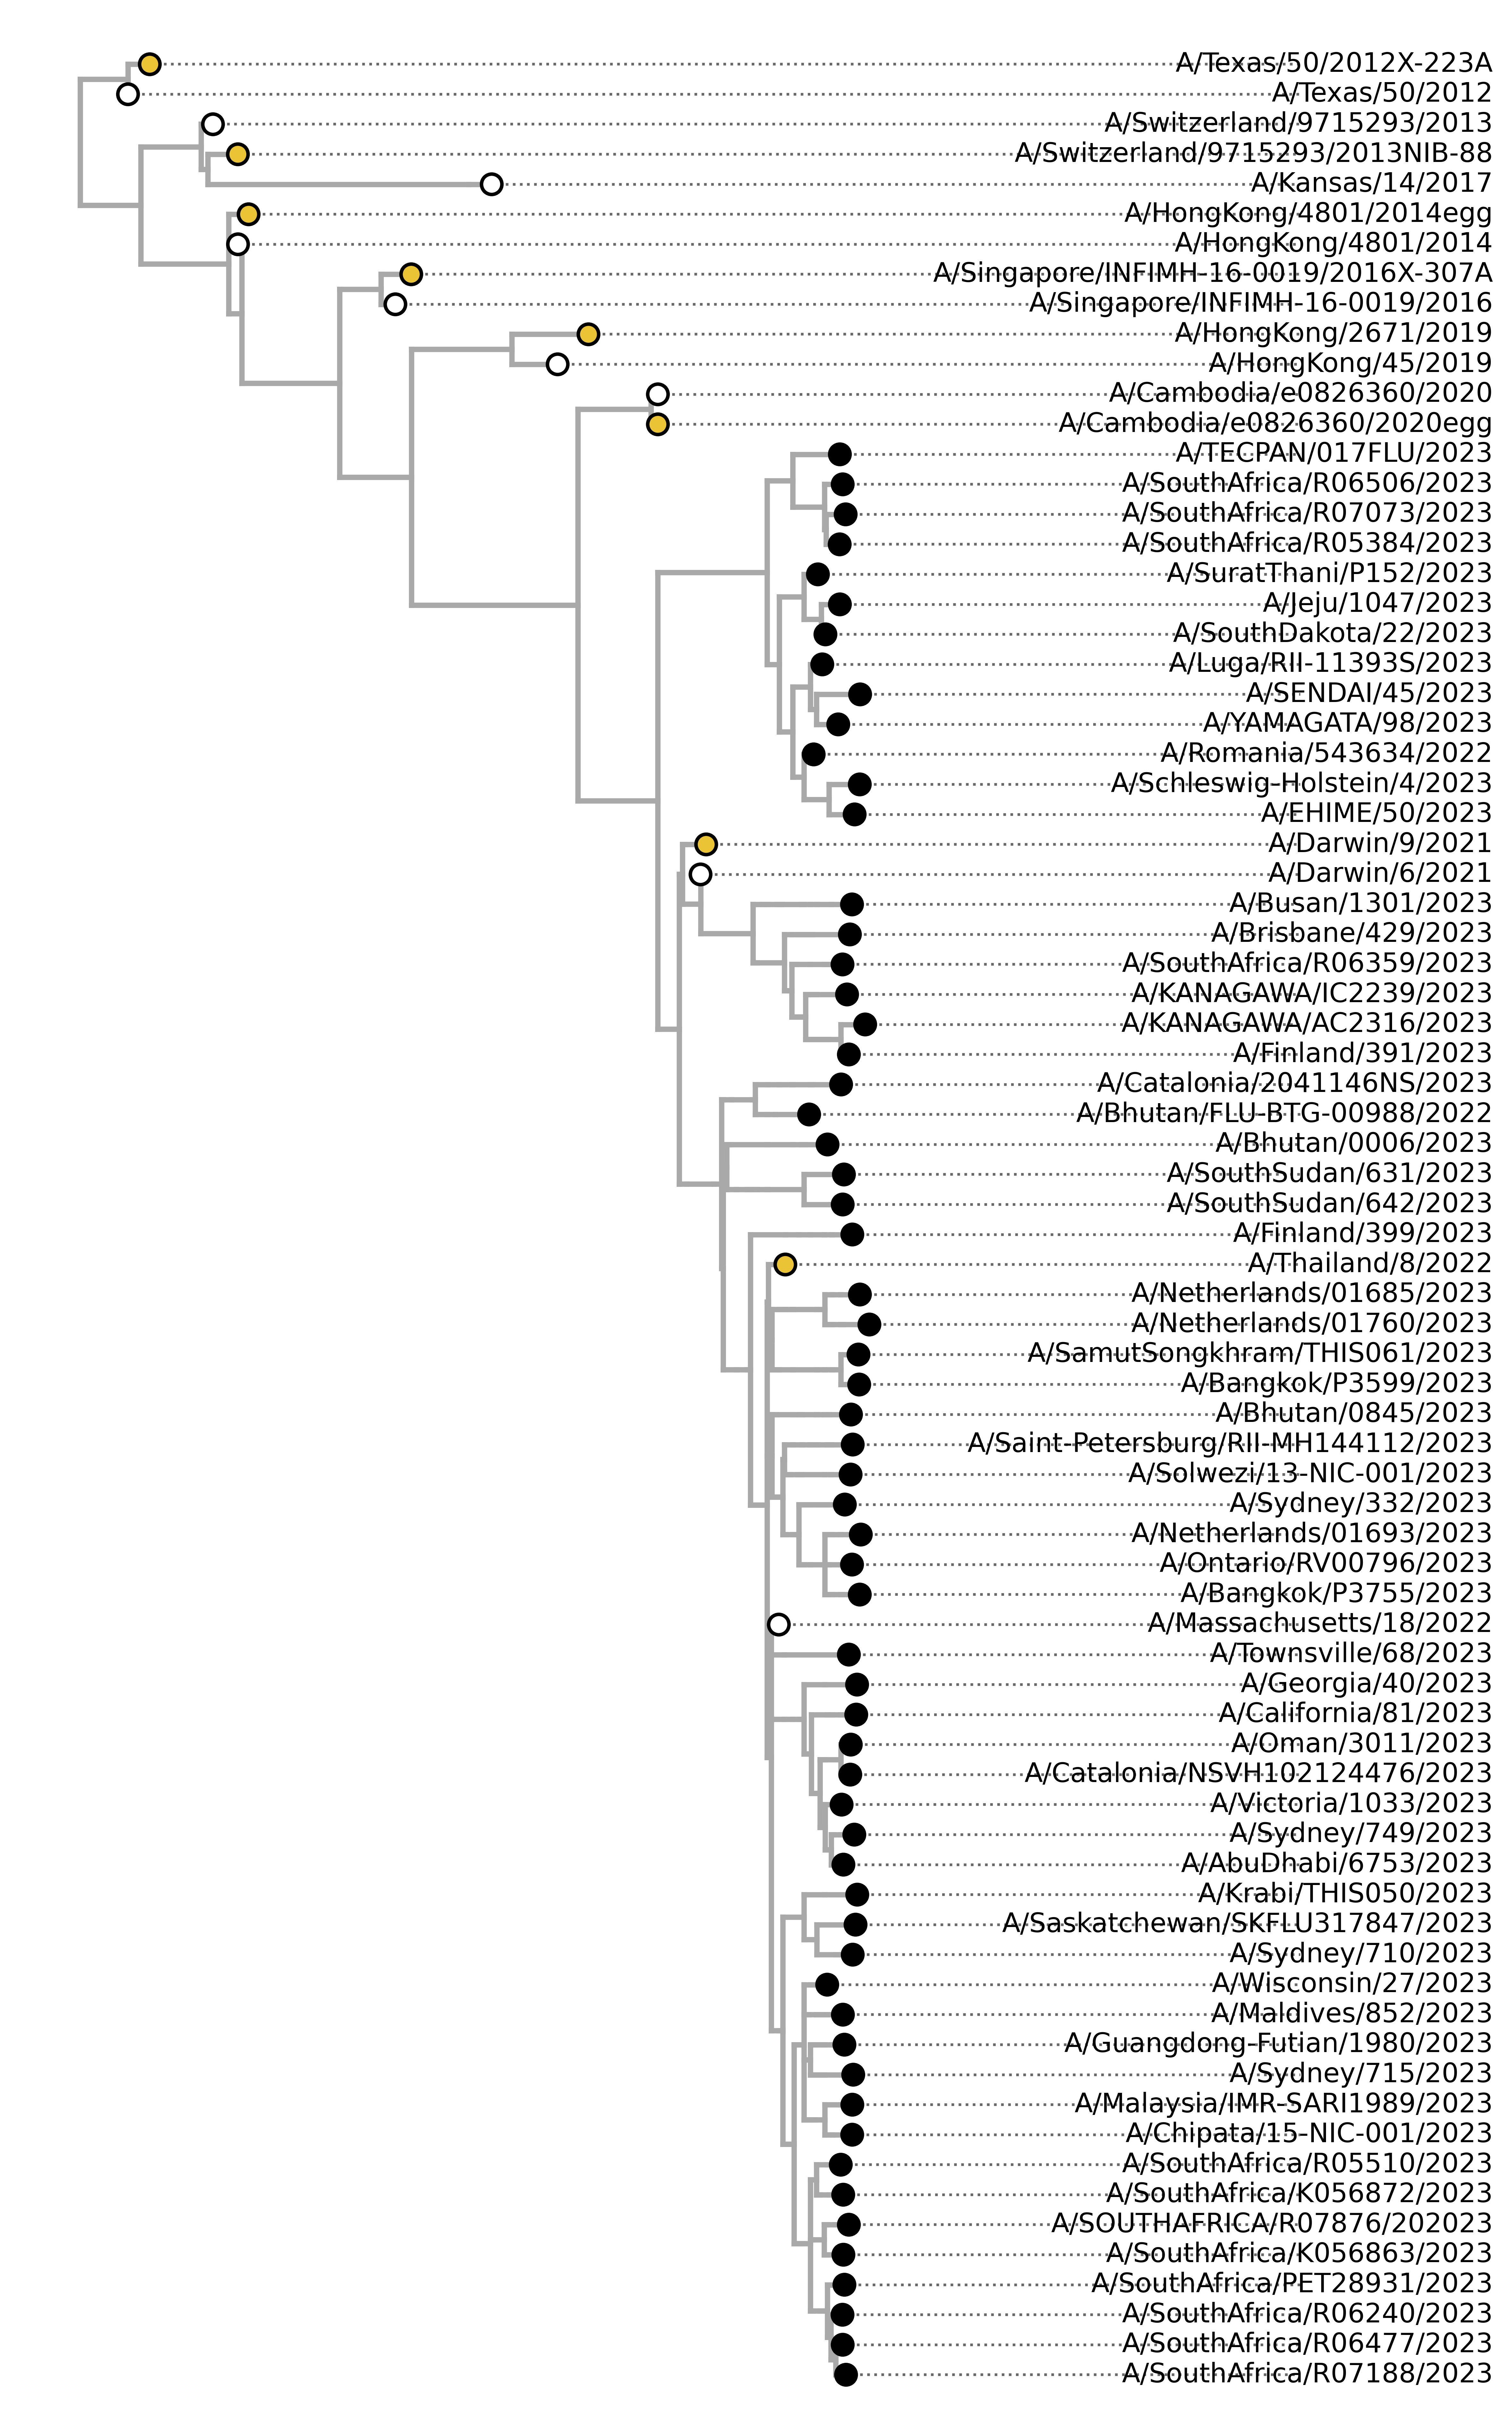 A/Texas/50/2012X-223A
A/Texas/50/2012
A/Switzerland/9715293/2013
A/Switzerland/9715293/2013NIB-88
A/Kansas/14/2017
A/HongKong/4801/2014egg
A/HongKong/4801/2014
A/Singapore/INFIMH-16-0019/2016X-307A
A/Singapore/INFIMH-16-0019/2016
A/HongKong/2671/2019
A/HongKong/45/2019
A/Cambodia/e0826360/2020
A/Cambodia/e0826360/2020egg
A/TECPAN/017FLU/2023
A/SouthAfrica/R06506/2023
A/SouthAfrica/R07073/2023
A/SouthAfrica/R05384/2023
A/SuratThani/P152/2023
A/Jeju/1047/2023
A/SouthDakota/22/2023
A/Luga/RII-11393S/2023
A/SENDAI/45/2023
A/YAMAGATA/98/2023
A/Romania/543634/2022
A/Schleswig-Holstein/4/2023
A/EHIME/50/2023
A/Darwin/9/2021
A/Darwin/6/2021
A/Busan/1301/2023
A/Brisbane/429/2023
A/SouthAfrica/R06359/2023
A/KANAGAWA/IC2239/2023
A/KANAGAWA/AC2316/2023
A/Finland/391/2023
A/Catalonia/2041146NS/2023
A/Bhutan/FLU-BTG-00988/2022
A/Bhutan/0006/2023
A/SouthSudan/631/2023
A/SouthSudan/642/2023
A/Finland/399/2023
A/Thailand/8/2022
A/Netherlands/01685/2023
A/Netherlands/01760/2023
A/SamutSongkhram/THIS061/2023
A/Bangkok/P3599/2023
A/Bhutan/0845/2023
A/Saint-Petersburg/RII-MH144112/2023
A/Solwezi/13-NIC-001/2023
A/Sydney/332/2023
A/Netherlands/01693/2023
A/Ontario/RV00796/2023
A/Bangkok/P3755/2023
A/Massachusetts/18/2022
A/Townsville/68/2023
A/Georgia/40/2023
A/California/81/2023
A/Oman/3011/2023
A/Catalonia/NSVH102124476/2023
A/Victoria/1033/2023
A/Sydney/749/2023
A/AbuDhabi/6753/2023
A/Krabi/THIS050/2023
A/Saskatchewan/SKFLU317847/2023
A/Sydney/710/2023
A/Wisconsin/27/2023
A/Maldives/852/2023
A/Guangdong-Futian/1980/2023
A/Sydney/715/2023
A/Malaysia/IMR-SARI1989/2023
A/Chipata/15-NIC-001/2023
A/SouthAfrica/R05510/2023
A/SouthAfrica/K056872/2023
A/SOUTHAFRICA/R07876/202023
A/SouthAfrica/K056863/2023
A/SouthAfrica/PET28931/2023
A/SouthAfrica/R06240/2023
A/SouthAfrica/R06477/2023
A/SouthAfrica/R07188/2023